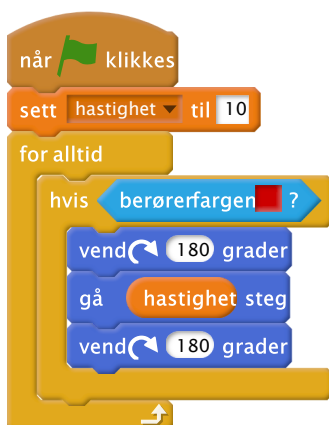 når klikkes
sett hastighet til 10
for alltid
hvis berørerfargen ?
vend 180 grader
gå hastighet steg
vend 180 grader